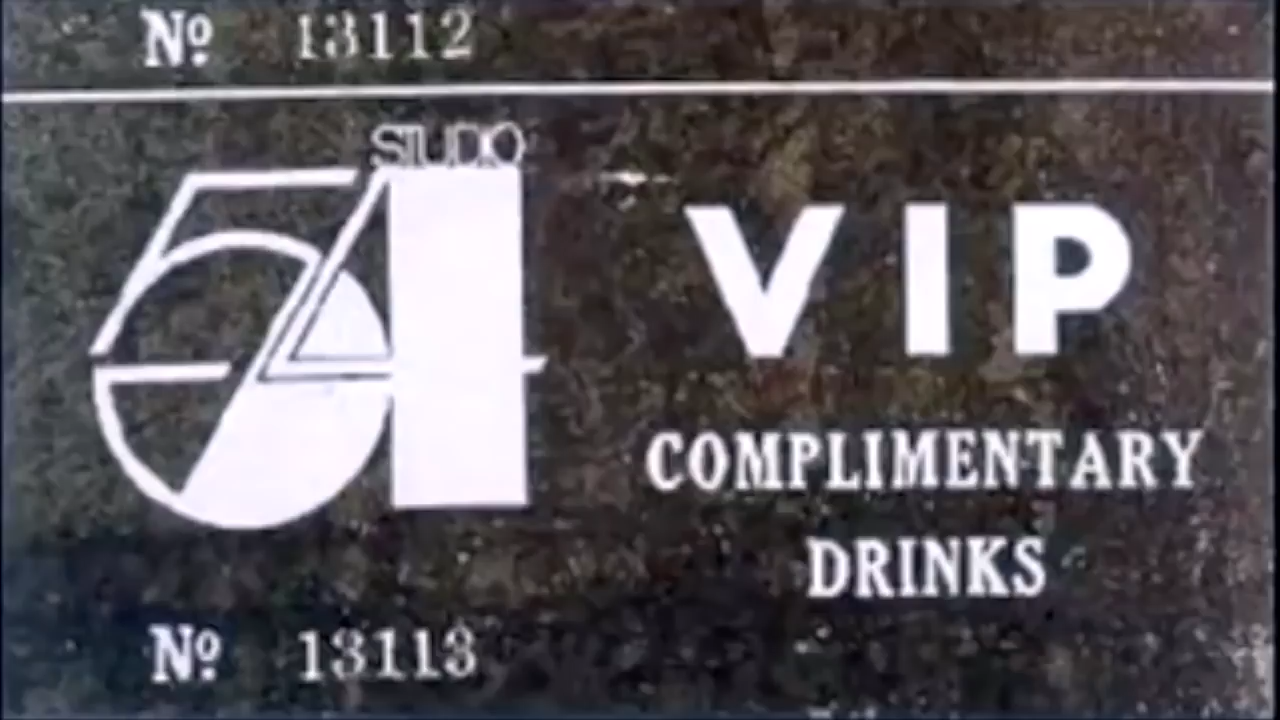 Nº 13112
STUDIO
54
VIP
COMPLIMENTARY
DRINKS
Nº 13113